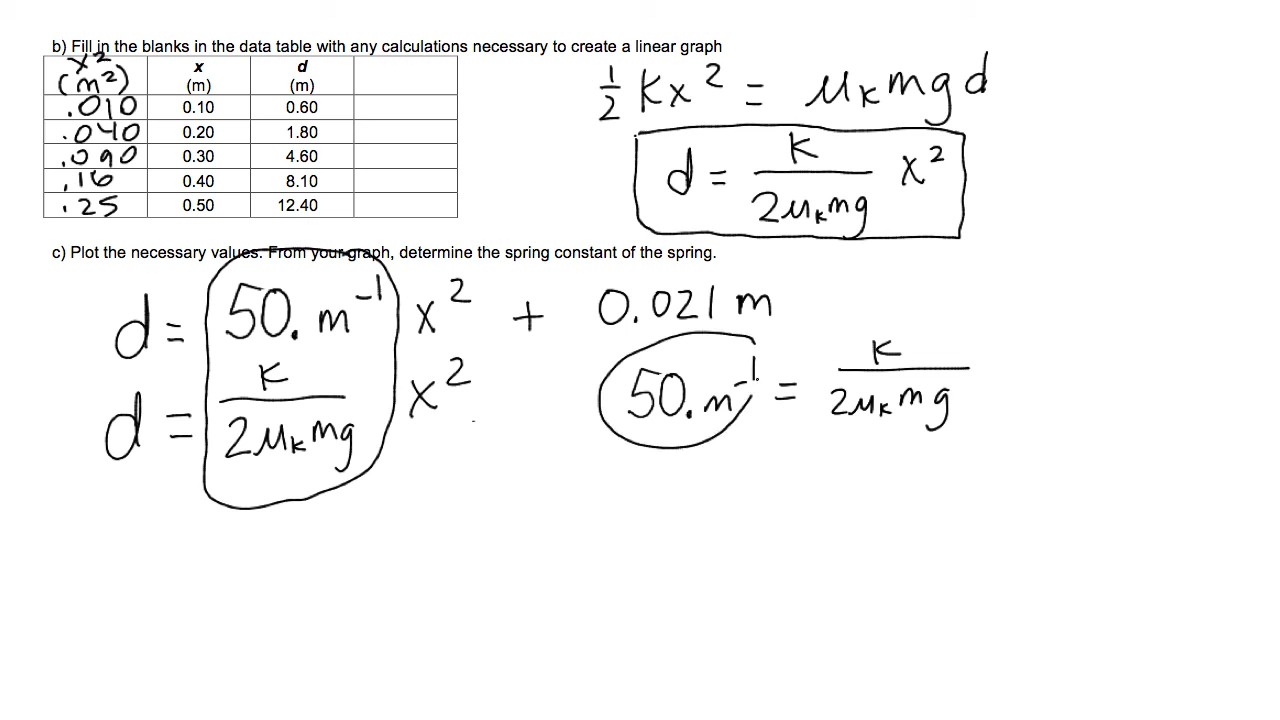 b) Fill in the blanks in the data table with any calculations necessary to create a linear graph
x² (m²) x (m) d (m)
.010 0.10 0.60
.040 0.20 1.80
.090 0.30 4.60
.16 0.40 8.10
.25 0.50 12.40
½ Kx² = μₖmgd
d = K / 2μₖmg x²
c) Plot the necessary values. From your graph, determine the spring constant of the spring.
d = 50. m⁻¹ x² + 0.021 m
d = K / 2μₖmg x²
50. m⁻¹ = K / 2μₖmg